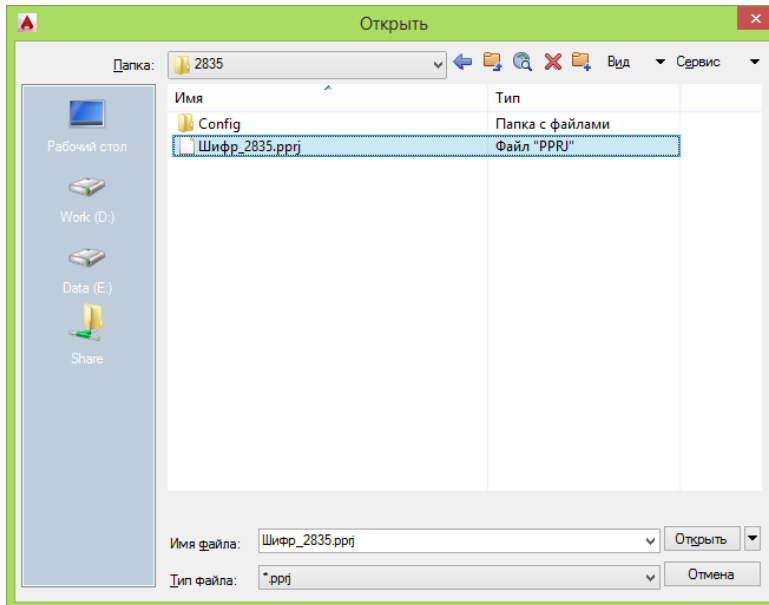 Открыть
Папка: 2835 Вид Сервис
Имя Тип
Config Папка с файлами
Шифр_2835.pprj Файл "PPRJ"
Рабочий стол
Work (D:)
Data (E:)
Share
Имя файла: Шифр_2835.pprj Открыть
Тип файла: *.pprj Отмена